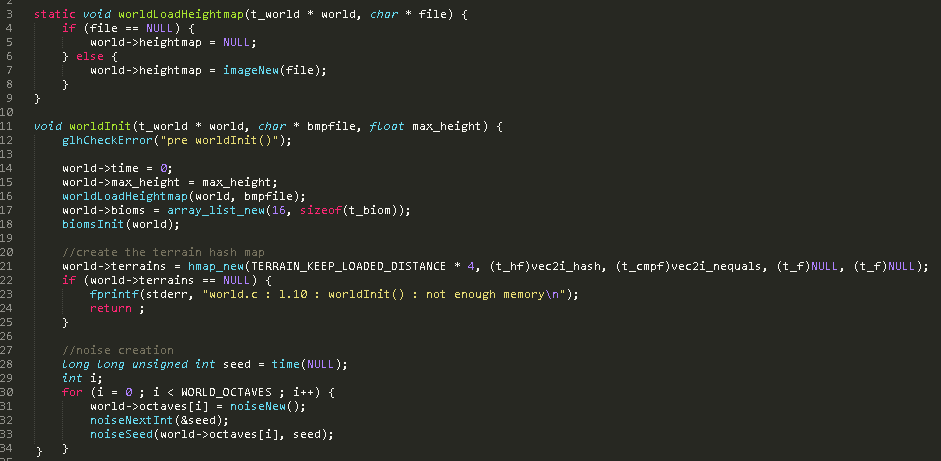 2
3 static void worldLoadHeightmap(t_world * world, char * file) {
4     if (file == NULL) {
5         world->heightmap = NULL;
6     } else {
7         world->heightmap = imageNew(file);
8     }
9 }
10
11 void worldInit(t_world * world, char * bmpfile, float max_height) {
12     glhCheckError("pre worldInit()");
13
14     world->time = 0;
15     world->max_height = max_height;
16     worldLoadHeightmap(world, bmpfile);
17     world->bioms = array_list_new(16, sizeof(t_biom));
18     biomsInit(world);
19
20     //create the terrain hash map
21     world->terrains = hmap_new(TERRAIN_KEEP_LOADED_DISTANCE * 4, (t_hf)vec2i_hash, (t_cmpf)vec2i_nequals, (t_f)NULL, (t_f)NULL);
22     if (world->terrains == NULL) {
23         fprintf(stderr, "world.c : l.10 : worldInit() : not enough memory\n");
24         return ;
25     }
26
27     //noise creation
28     long long unsigned int seed = time(NULL);
29     int i;
30     for (i = 0 ; i < WORLD_OCTAVES ; i++) {
31         world->octaves[i] = noiseNew();
32         noiseNextInt(&seed);
33         noiseSeed(world->octaves[i], seed);
34 }   }